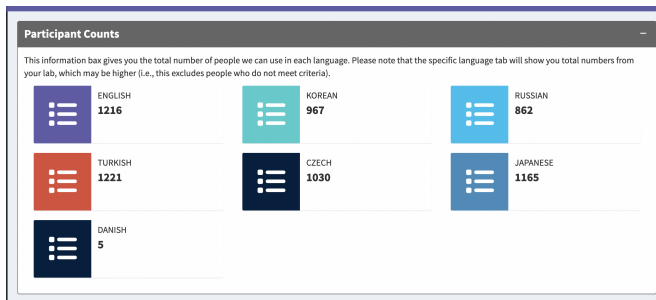 Participant Counts
This information bax gives you the total number of people we can use in each language. Please note that the specific language tab will show you total numbers from
your lab, which may be higher (i.e., this excludes people who do not meet criteria).
ENGLISH
1216
KOREAN
967
RUSSIAN
862
TURKISH
1221
CZECH
1030
JAPANESE
1165
DANISH
5